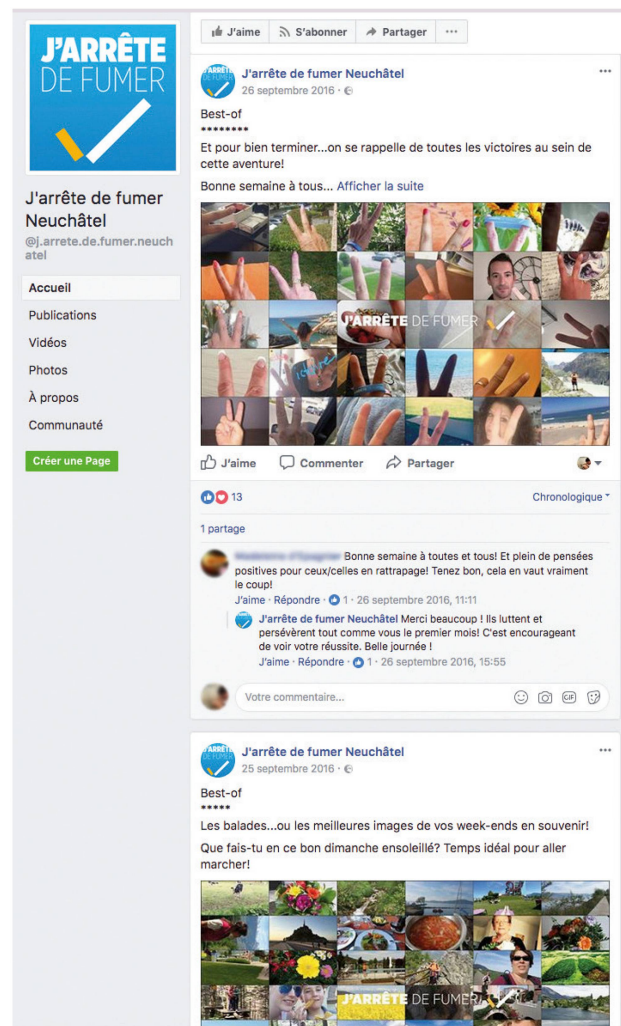 J'ARRÊTE
DE FUMER
J'arrête de fumer
Neuchâtel
@j.arrete.de.fumer.neuch
atel
Accueil
Publications
Vidéos
Photos
À propos
Communauté
Créer une Page
J'aime S'abonner Partager ...
J'arrête de fumer Neuchâtel
26 septembre 2016
Best-of
********
Et pour bien terminer...on se rappelle de toutes les victoires au sein de
cette aventure!
Bonne semaine à tous... Afficher la suite
J'ARRÊTE DE FUMER
J'aime Commenter Partager
13
Chronologique
1 partage
Bonne semaine à toutes et tous! Et plein de pensées
positives pour ceux/celles en rattrapage! Tenez bon, cela en vaut vraiment
le coup!
J'aime · Répondre · 1 · 26 septembre 2016, 11:11
J'arrête de fumer Neuchâtel Merci beaucoup ! Ils luttent et
persévèrent tout comme vous le premier mois! C'est encourageant
de voir votre réussite. Belle journée !
J'aime · Répondre · 1 · 26 septembre 2016, 15:55
Votre commentaire...
GIF
J'arrête de fumer Neuchâtel
25 septembre 2016
Best-of
*****
Les balades...ou les meilleures images de vos week-ends en souvenir!
Que fais-tu en ce bon dimanche ensoleillé? Temps idéal pour aller
marcher!
J'ARRÊTE DE FUMER